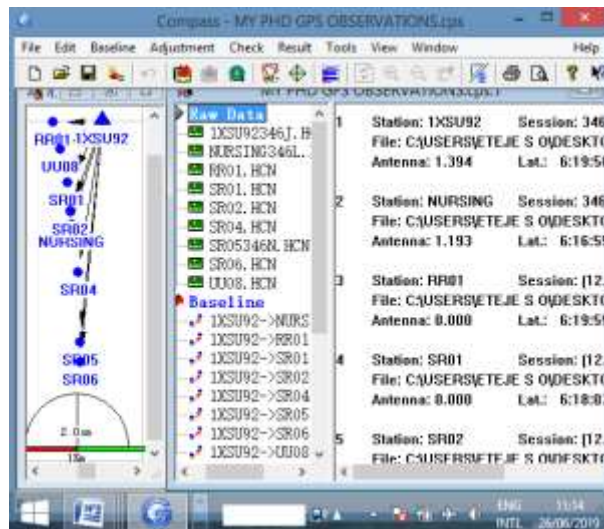 Compass - MY PHD GPS OBSERVATIONS.cps
File Edit Baseline Adjustment Check Result Tools View Window Help
MY PHD GPS OBSERVATIONS.cps:1
RR01 1XSU92
UU08
SR01
SR02
NURSING
SR04
SR05
SR06
2.0m
Raw Data
1XSU92346J.H
NURSING346L.
RR01.HCN
SR01.HCN
SR02.HCN
SR04.HCN
SR05346N.HCN
SR06.HCN
UU08.HCN
Baseline
1XSU92->NURS
1XSU92->RR01
1XSU92->SR01
1XSU92->SR02
1XSU92->SR04
1XSU92->SR05
1XSU92->SR06
1XSU92->UU08
1 Station: 1XSU92 Session: 346
File: C:\USERS\ETEJE S O\DESKTO
Antenna: 1.394 Lat.: 6:19:50
2 Station: NURSING Session: 346
File: C:\USERS\ETEJE S O\DESKTO
Antenna: 1.193 Lat.: 6:16:55
3 Station: RR01 Session: [12.
File: C:\USERS\ETEJE S O\DESKTO
Antenna: 0.000 Lat.: 6:19:59
4 Station: SR01 Session: [12.
File: C:\USERS\ETEJE S O\DESKTO
Antenna: 0.000 Lat.: 6:18:03
5 Station: SR02 Session: [12.
File: C:\USERS\ETEJE S O\DESKTO
ENG 11:14
INTL 26/06/2019